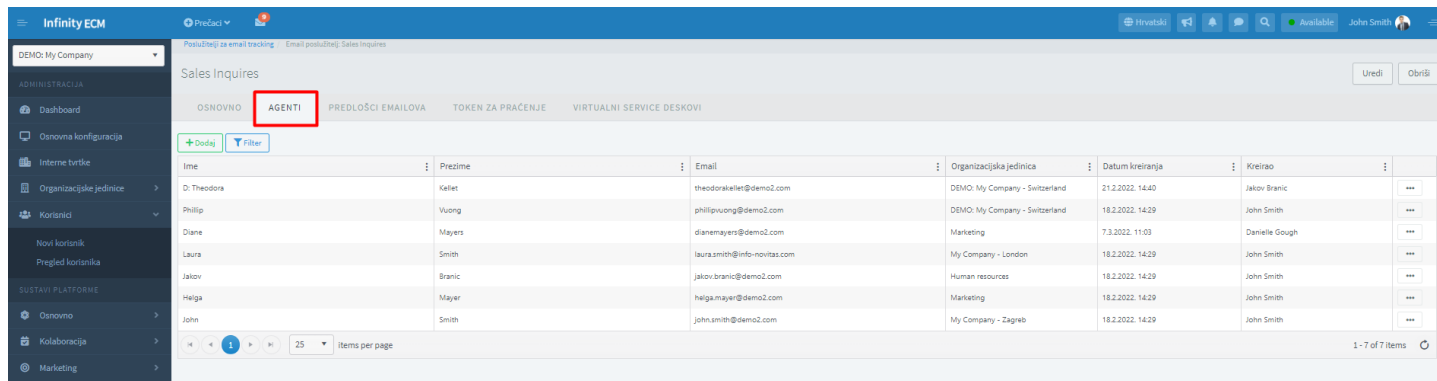 Infinity ECM
Prečaci
9
Hrvatski
Available
John Smith
DEMO: My Company
ADMINISTRACIJA
Dashboard
Osnovna konfiguracija
Interne tvrtke
Organizacijske jedinice
Korisnici
Novi korisnik
Pregled korisnika
SUSTAVI PLATFORME
Osnovno
Kolaboracija
Marketing
Poslužitelji za email tracking / Email poslužitelj: Sales Inquires
Sales Inquires
Uredi Obriši
OSNOVNO AGENTI PREDLOŠCI EMAILOVA TOKEN ZA PRAČENJE VIRTUALNI SERVICE DESKOVI
+ Dodaj Filter
Ime Prezime Email Organizacijska jedinica Datum kreiranja Kreirao
D: Theodora Kellet theodorakellet@demo2.com DEMO: My Company - Switzerland 21.2.2022. 14:40 Jakov Branic
Phillip Vuong phillipvuong@demo2.com DEMO: My Company - Switzerland 18.2.2022. 14:29 John Smith
Diane Mayers dianemayers@demo2.com Marketing 7.3.2022. 11:03 Danielle Gough
Laura Smith laura.smith@info-novitas.com My Company - London 18.2.2022. 14:29 John Smith
Jakov Branic jakov.branic@demo2.com Human resources 18.2.2022. 14:29 John Smith
Helga Mayer helga.mayer@demo2.com Marketing 18.2.2022. 14:29 John Smith
John Smith john.smith@demo2.com My Company - Zagreb 18.2.2022. 14:29 John Smith
1 25 items per page 1 - 7 of 7 items